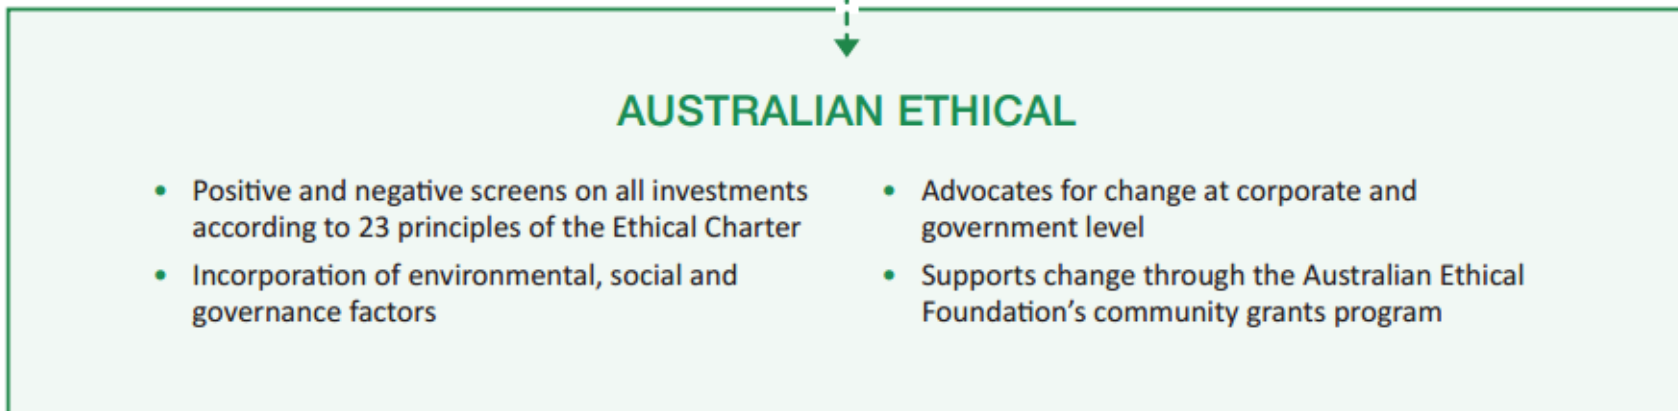 AUSTRALIAN ETHICAL
• Positive and negative screens on all investments
according to 23 principles of the Ethical Charter
• Incorporation of environmental, social and
governance factors
• Advocates for change at corporate and
government level
• Supports change through the Australian Ethical
Foundation's community grants program